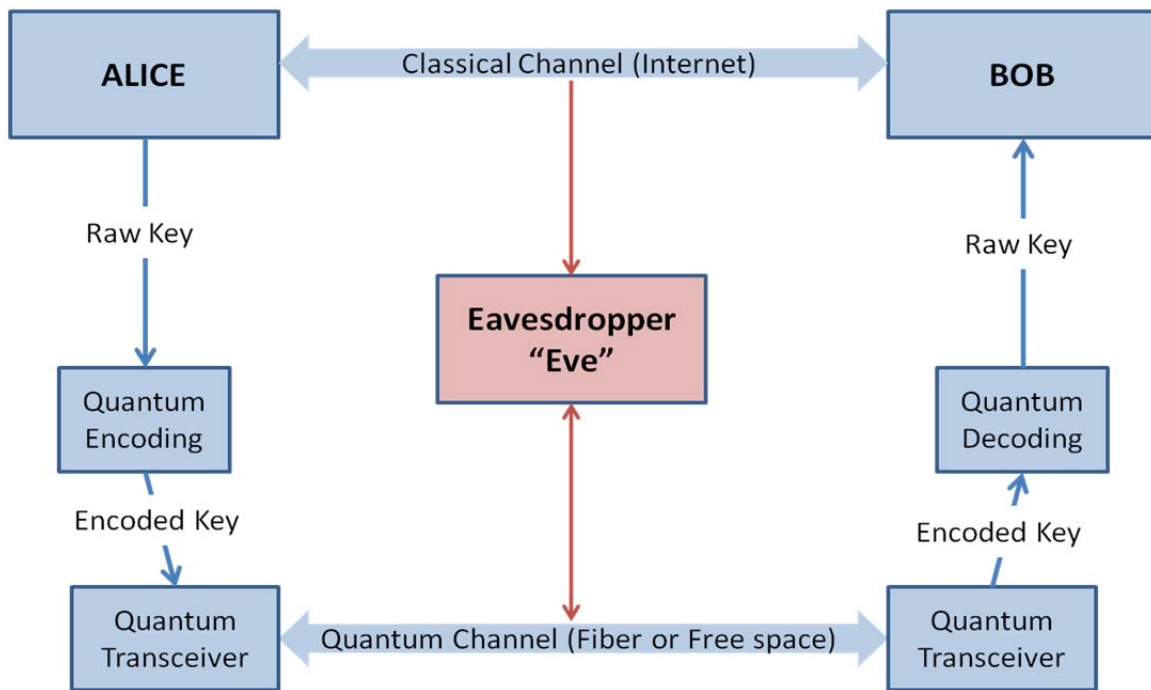 ALICE
Classical Channel (Internet)
BOB
Raw Key
Raw Key
Eavesdropper
“Eve”
Quantum
Encoding
Quantum
Decoding
Encoded Key
Encoded Key
Quantum
Transceiver
Quantum Channel (Fiber or Free space)
Quantum
Transceiver